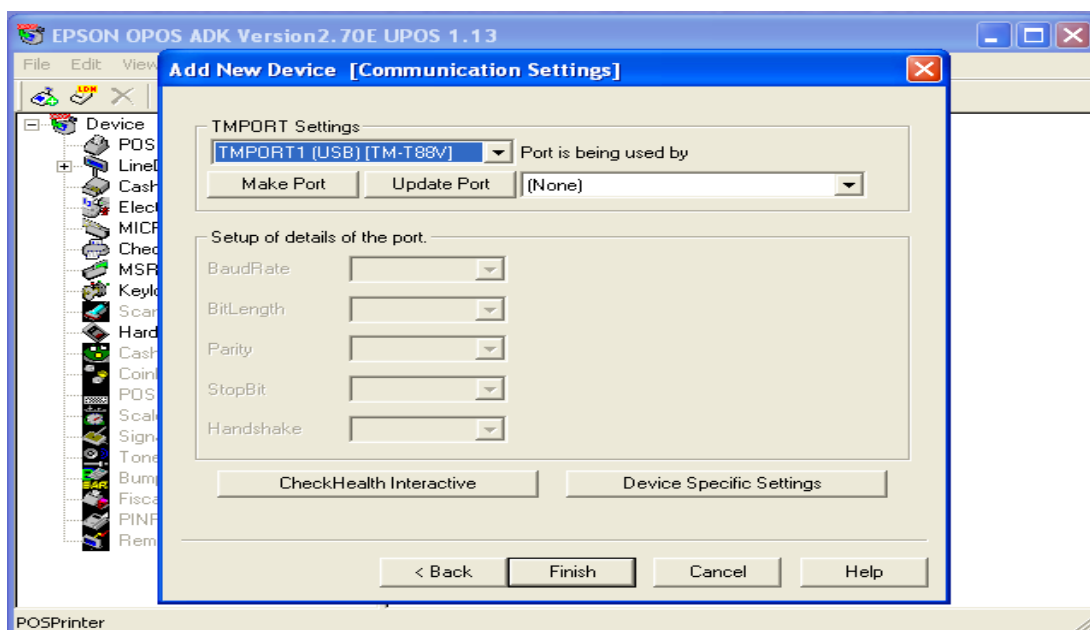 EPSON OPOS ADK Version2.70E UPOS 1.13
File Edit View
Add New Device [Communication Settings]
LDN
Device
POS
Line
Cash
Elec
MICR
Chec
MSR
Keylo
Scan
Hard
Cash
Coin
POS
Scale
Sign
Tone
Bump
Fisca
PINP
Rem
TMPORT Settings
TMPORT1 (USB) [TM-T88V] Port is being used by
Make Port Update Port (None)
Setup of details of the port.
BaudRate
BitLength
Parity
StopBit
Handshake
CheckHealth Interactive Device Specific Settings
< Back Finish Cancel Help
POSPrinter